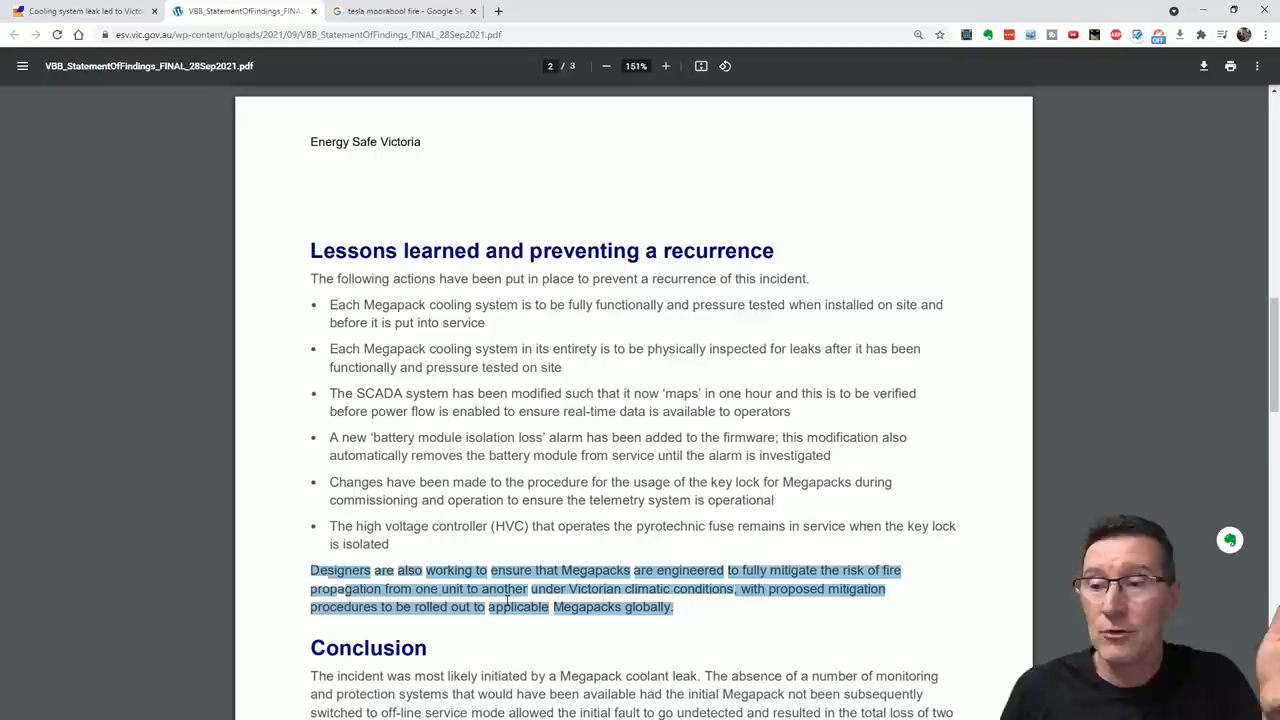 Cooling system leak led to Victo
VBB_StatementOfFindings_FINAL_
tesla moorabool fire - Google Se
esv.vic.gov.au/wp-content/uploads/2021/09/VBB_StatementOfFindings_FINAL_28Sep2021.pdf
VBB_StatementOfFindings_FINAL_28Sep2021.pdf
2 / 3
151%
Energy Safe Victoria
Lessons learned and preventing a recurrence
The following actions have been put in place to prevent a recurrence of this incident.
• Each Megapack cooling system is to be fully functionally and pressure tested when installed on site and
before it is put into service
• Each Megapack cooling system in its entirety is to be physically inspected for leaks after it has been
functionally and pressure tested on site
• The SCADA system has been modified such that it now ‘maps’ in one hour and this is to be verified
before power flow is enabled to ensure real-time data is available to operators
• A new ‘battery module isolation loss’ alarm has been added to the firmware; this modification also
automatically removes the battery module from service until the alarm is investigated
• Changes have been made to the procedure for the usage of the key lock for Megapacks during
commissioning and operation to ensure the telemetry system is operational
• The high voltage controller (HVC) that operates the pyrotechnic fuse remains in service when the key lock
is isolated
Designers are also working to ensure that Megapacks are engineered to fully mitigate the risk of fire
propagation from one unit to another under Victorian climatic conditions, with proposed mitigation
procedures to be rolled out to applicable Megapacks globally.
Conclusion
The incident was most likely initiated by a Megapack coolant leak. The absence of a number of monitoring
and protection systems that would have been available had the initial Megapack not been subsequently
switched to off-line service mode allowed the initial fault to go undetected and resulted in the total loss of two